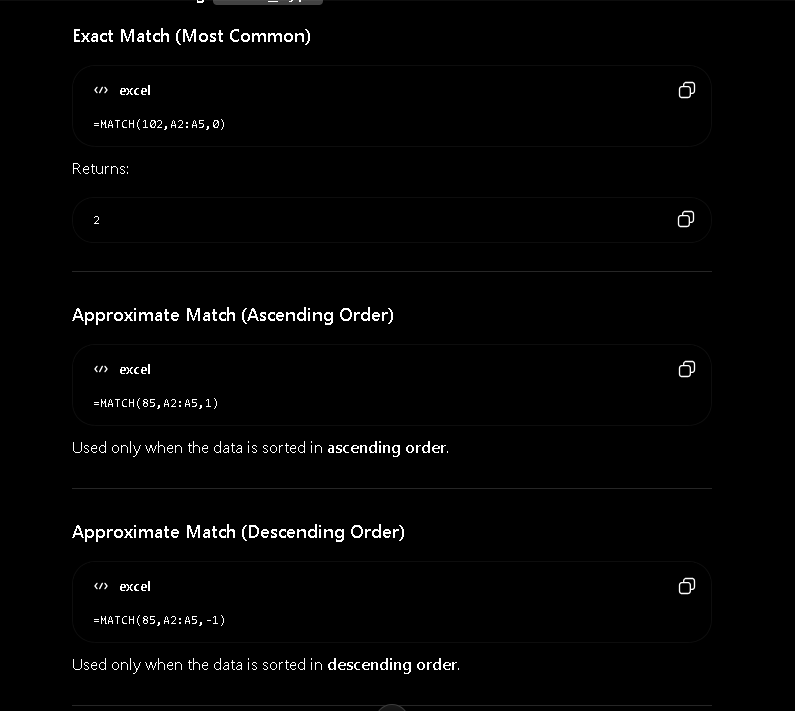 Exact Match (Most Common)
excel
=MATCH(102,A2:A5,0)
Returns:
2
Approximate Match (Ascending Order)
excel
=MATCH(85,A2:A5,1)
Used only when the data is sorted in ascending order.
Approximate Match (Descending Order)
excel
=MATCH(85,A2:A5,-1)
Used only when the data is sorted in descending order.